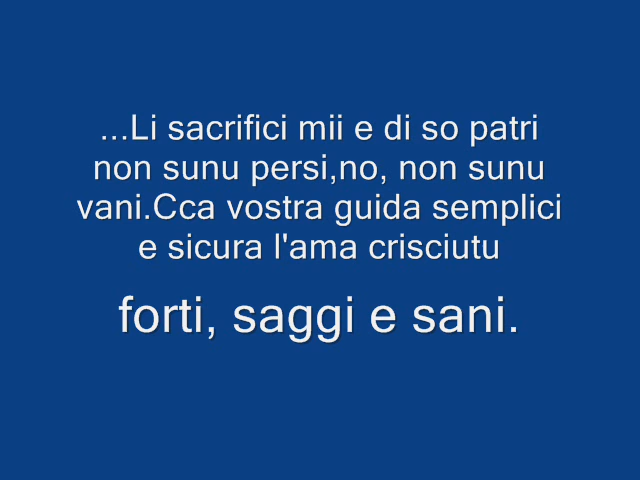 ...Li sacrifici mii e di so patri
non sunu persi,no, non sunu
vani.Cca vostra guida semplici
e sicura l'ama crisciutu
forti, saggi e sani.